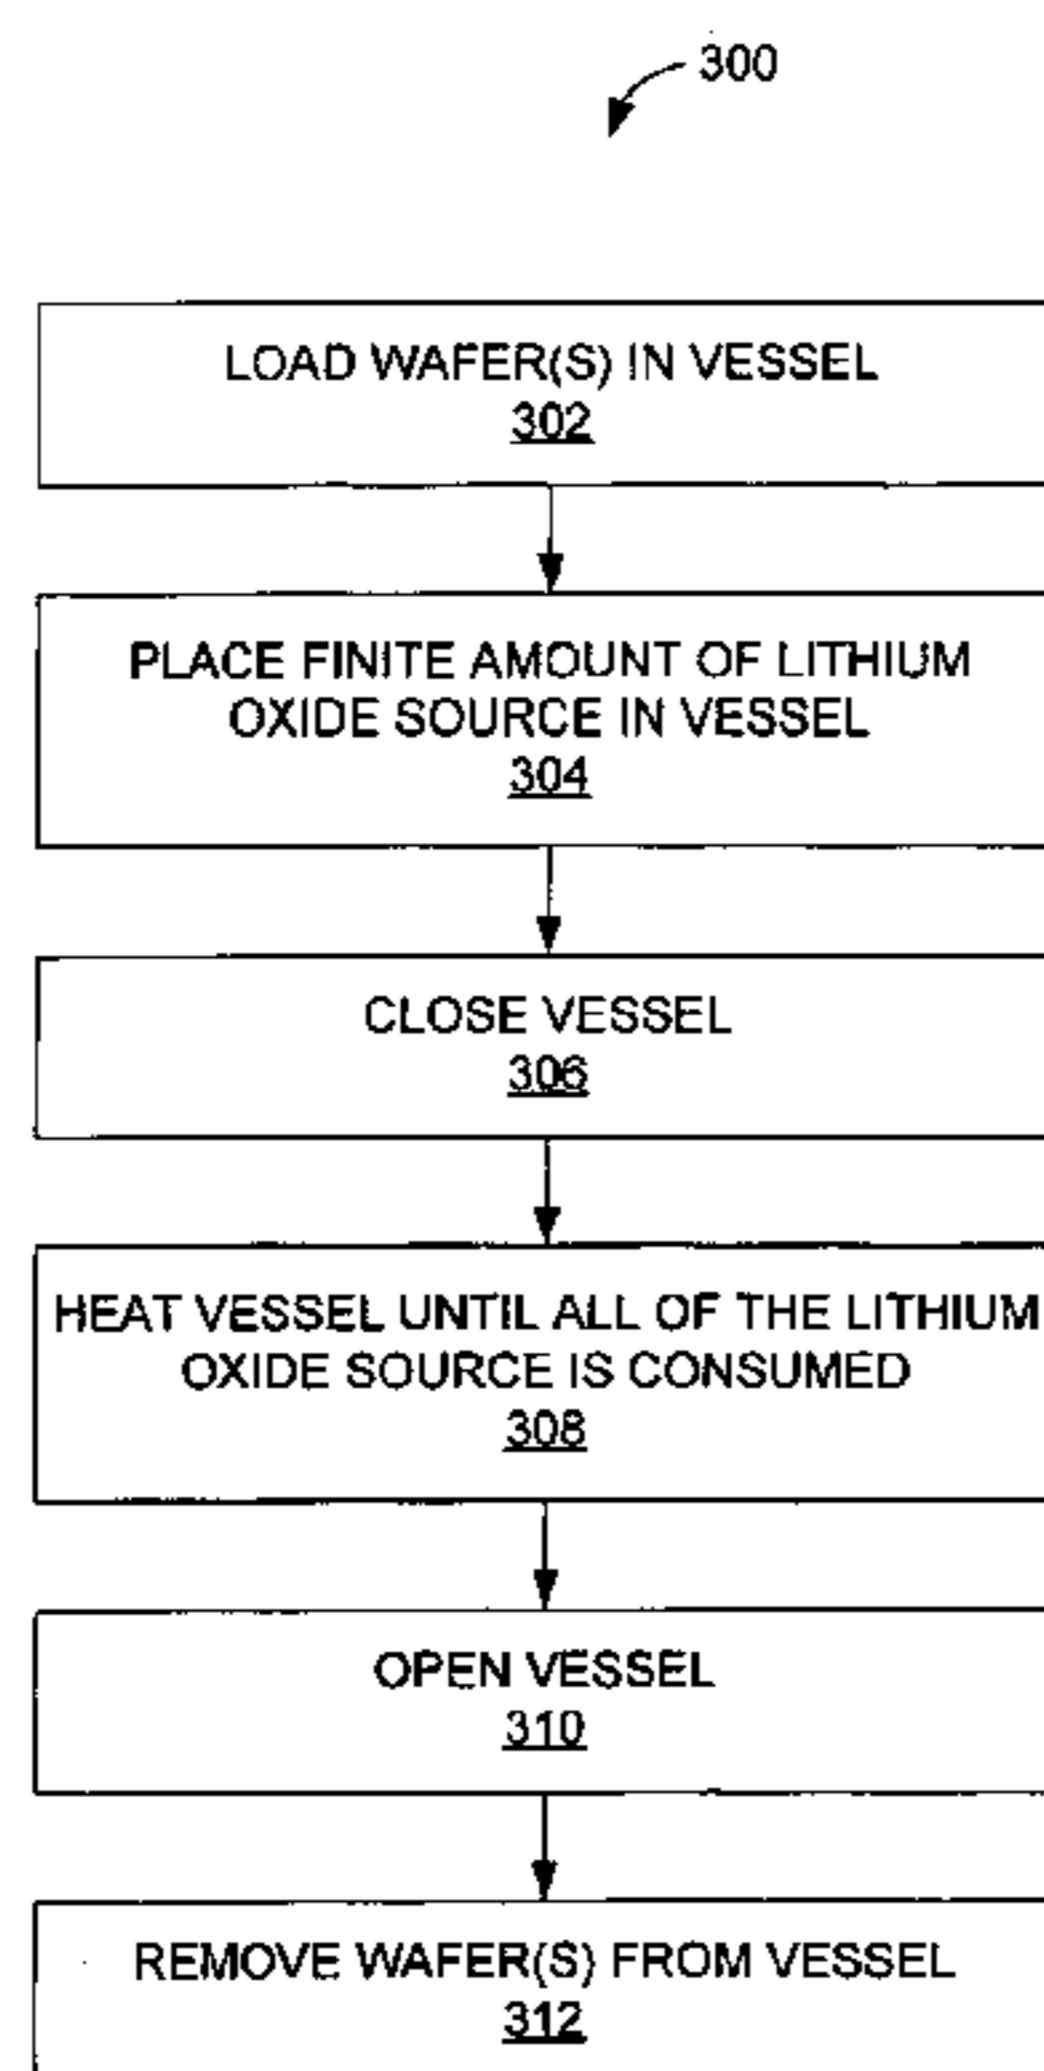 300
LOAD WAFER(S) IN VESSEL
302
PLACE FINITE AMOUNT OF LITHIUM
OXIDE SOURCE IN VESSEL
304
CLOSE VESSEL
306
HEAT VESSEL UNTIL ALL OF THE LITHIUM
OXIDE SOURCE IS CONSUMED
308
OPEN VESSEL
310
REMOVE WAFER(S) FROM VESSEL
312